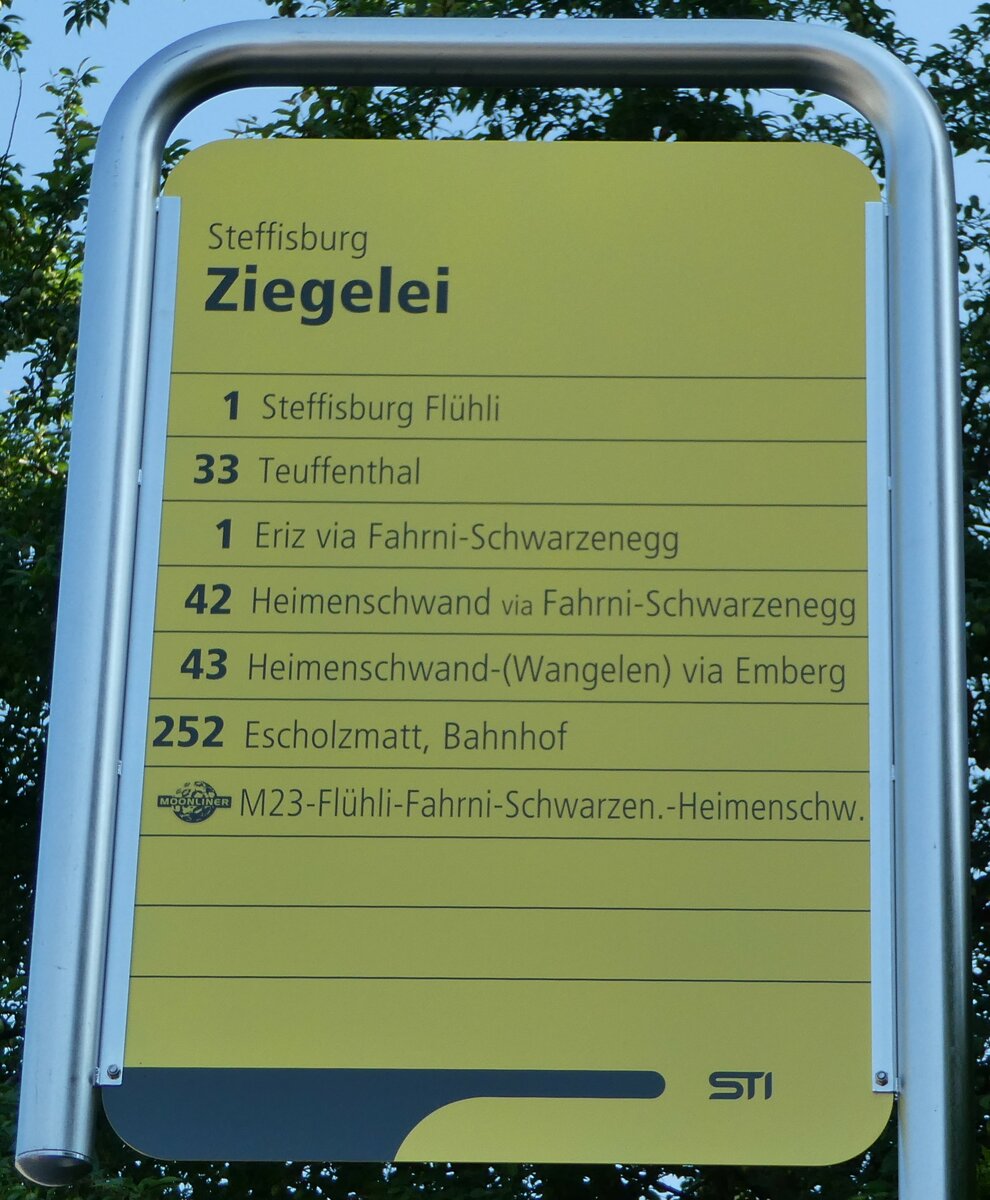 Steffisburg
Ziegelei
1 Steffisburg Flühli
33 Teuffenthal
1 Eriz via Fahrni-Schwarzenegg
42 Heimenschwand via Fahrni-Schwarzenegg
43 Heimenschwand-(Wangelen) via Emberg
252 Escholzmatt, Bahnhof
MOONLINER M23-Flühli-Fahrni-Schwarzen.-Heimenschw.
STI